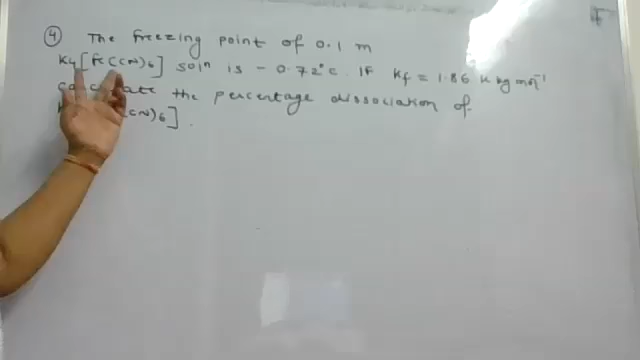 ④ The freezing point of 0.1 m
K4[Fe(CN)6] solⁿ is - 0.72°c. If Kf = 1.86 K kg mol⁻¹
calculate the percentage dissociation of
(CN)6].